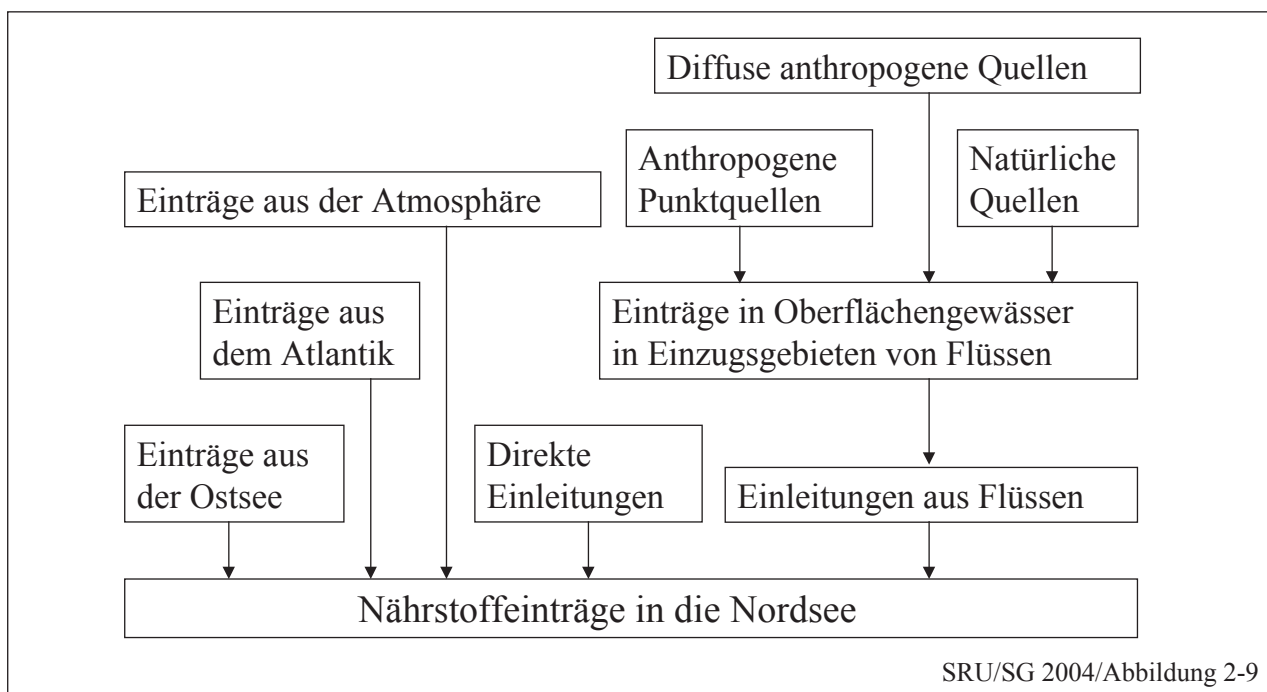 Diffuse anthropogene Quellen
Anthropogene
Punktquellen
Natürliche
Quellen
Einträge aus der Atmosphäre
Einträge aus
dem Atlantik
Einträge in Oberflächengewässer
in Einzugsgebieten von Flüssen
Einträge aus
der Ostsee
Direkte
Einleitungen
Einleitungen aus Flüssen
Nährstoffeinträge in die Nordsee
SRU/SG 2004/Abbildung 2-9